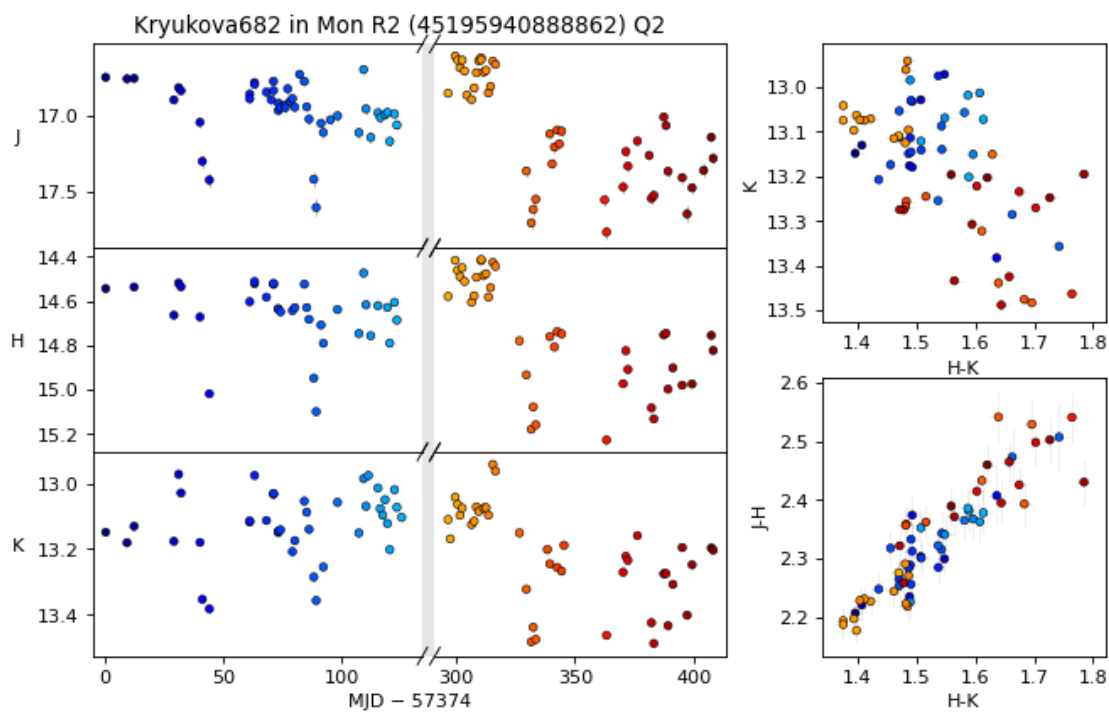 Kryukova682 in Mon R2 (45195940888862) Q2
J
17.0
17.5
H
14.4
14.6
14.8
15.0
15.2
K
13.0
13.2
13.4
0 50 100 300 350 400
MJD − 57374
K
13.0
13.1
13.2
13.3
13.4
13.5
1.4 1.5 1.6 1.7 1.8
H-K
J-H
2.6
2.5
2.4
2.3
2.2
1.4 1.5 1.6 1.7 1.8
H-K